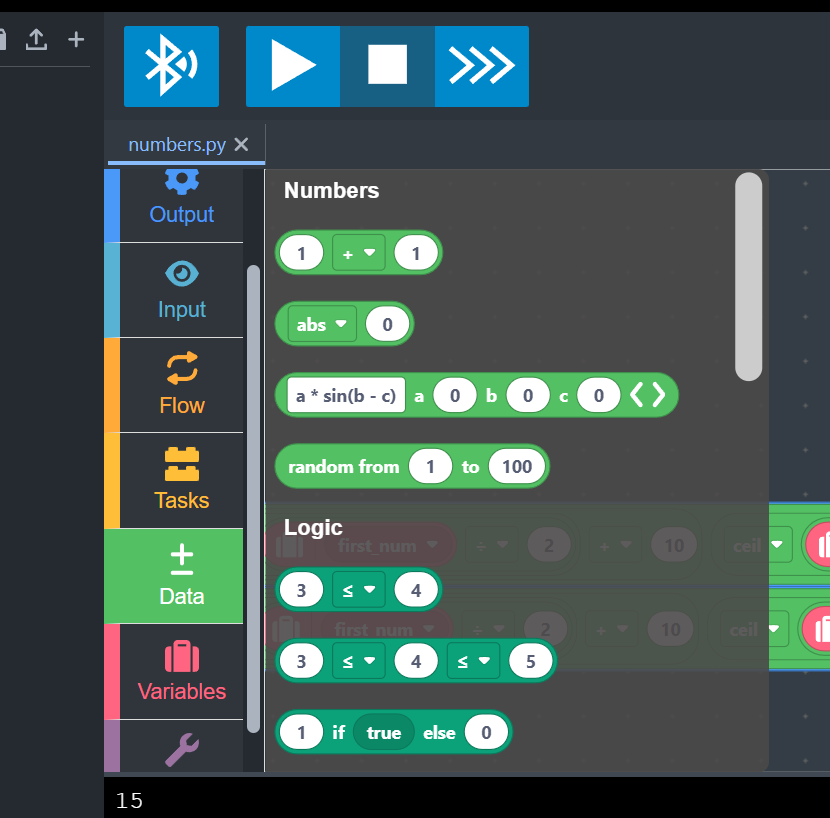 numbers.py
Output
Input
Flow
Tasks
Data
Variables
Numbers
1 + 1
abs 0
a * sin(b - c) a 0 b 0 c 0
random from 1 to 100
Logic
first_num ÷ 2 + 10 ceil
3 ≤ 4
first_num ÷ 2 + 10 ceil
3 ≤ 4 ≤ 5
1 if true else 0
15